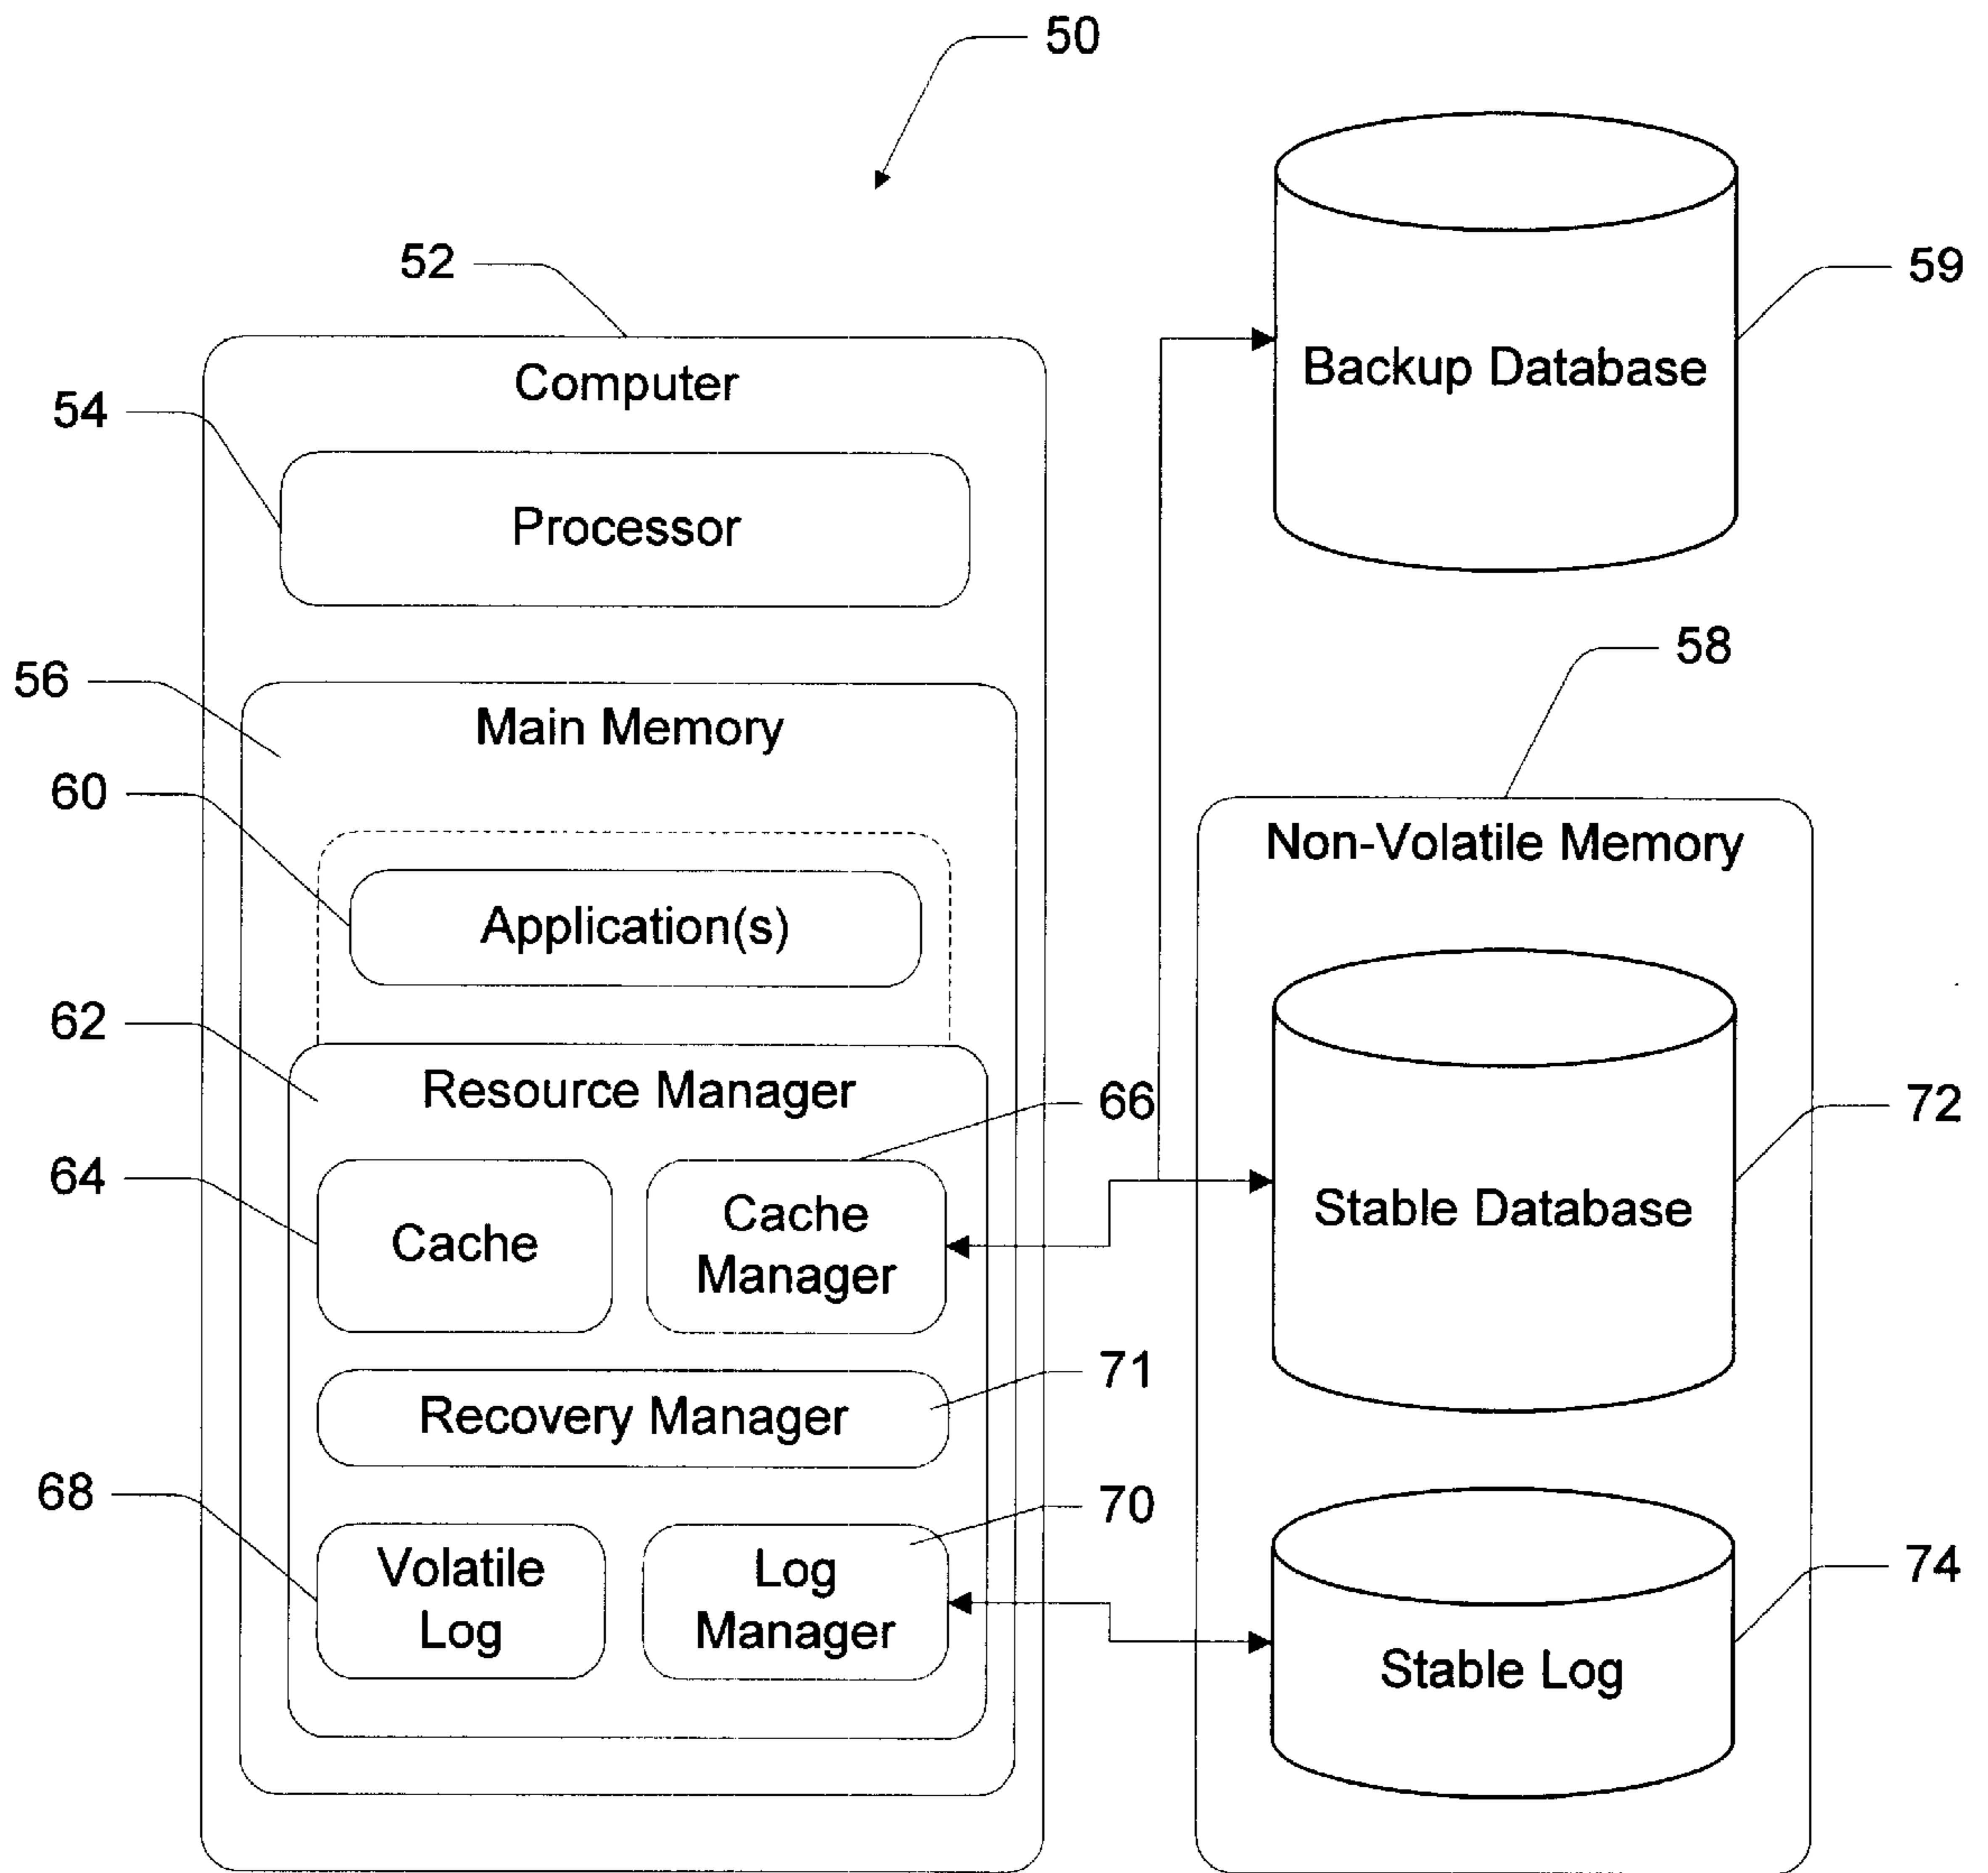 50
52
59
Computer
Backup Database
54
Processor
58
56
Main Memory
60
Non-Volatile Memory
Application(s)
62
Resource Manager
66
72
64
Cache
Cache
Manager
Stable Database
71
Recovery Manager
68
70
Volatile
Log
Log
Manager
74
Stable Log